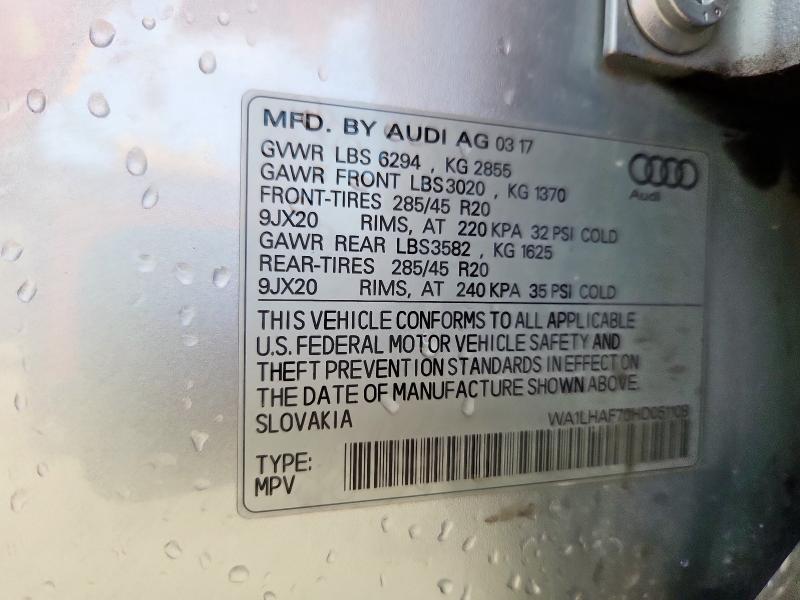 MFD. BY AUDI AG 03 17
GVWR LBS 6294 , KG 2855
GAWR FRONT LBS3020 , KG 1370
FRONT-TIRES 285/45 R20
9JX20 RIMS, AT 220 KPA 32 PSI COLD
GAWR REAR LBS3582 , KG 1625
REAR-TIRES 285/45 R20
9JX20 RIMS, AT 240 KPA 35 PSI COLD
Audi
THIS VEHICLE CONFORMS TO ALL APPLICABLE
U.S. FEDERAL MOTOR VEHICLE SAFETY AND
THEFT PREVENTION STANDARDS IN EFFECT ON
THE DATE OF MANUFACTURE SHOWN ABOVE.
SLOVAKIA
TYPE:
MPV